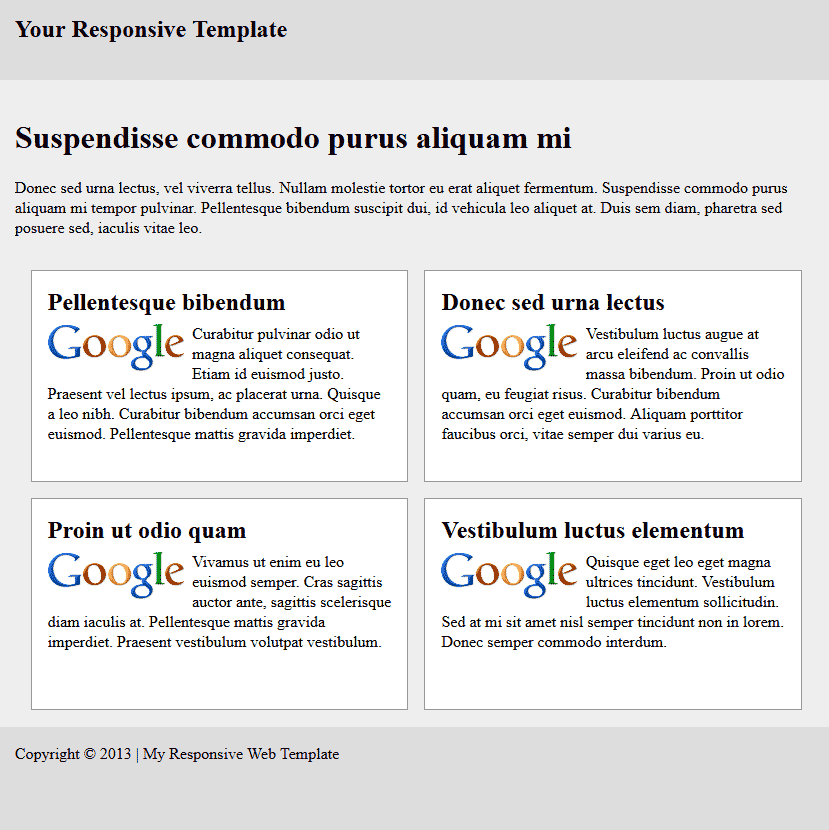 Your Responsive Template
Suspendisse commodo purus aliquam mi
Donec sed urna lectus, vel viverra tellus. Nullam molestie tortor eu erat aliquet fermentum. Suspendisse commodo purus
aliquam mi tempor pulvinar. Pellentesque bibendum suscipit dui, id vehicula leo aliquet at. Duis sem diam, pharetra sed
posuere sed, iaculis vitae leo.
Pellentesque bibendum
Google
Curabitur pulvinar odio ut
magna aliquet consequat.
Etiam id euismod justo.
Praesent vel lectus ipsum, ac placerat urna. Quisque
a leo nibh. Curabitur bibendum accumsan orci eget
euismod. Pellentesque mattis gravida imperdiet.
Donec sed urna lectus
Google
Vestibulum luctus augue at
arcu eleifend ac convallis
massa bibendum. Proin ut odio
quam, eu feugiat risus. Curabitur bibendum
accumsan orci eget euismod. Aliquam porttitor
faucibus orci, vitae semper dui varius eu.
Proin ut odio quam
Google
Vivamus ut enim eu leo
euismod semper. Cras sagittis
auctor ante, sagittis scelerisque
diam iaculis at. Pellentesque mattis gravida
imperdiet. Praesent vestibulum volutpat vestibulum.
Vestibulum luctus elementum
Google
Quisque eget leo eget magna
ultrices tincidunt. Vestibulum
luctus elementum sollicitudin.
Sed at mi sit amet nisl semper tincidunt non in lorem.
Donec semper commodo interdum.
Copyright © 2013 | My Responsive Web Template